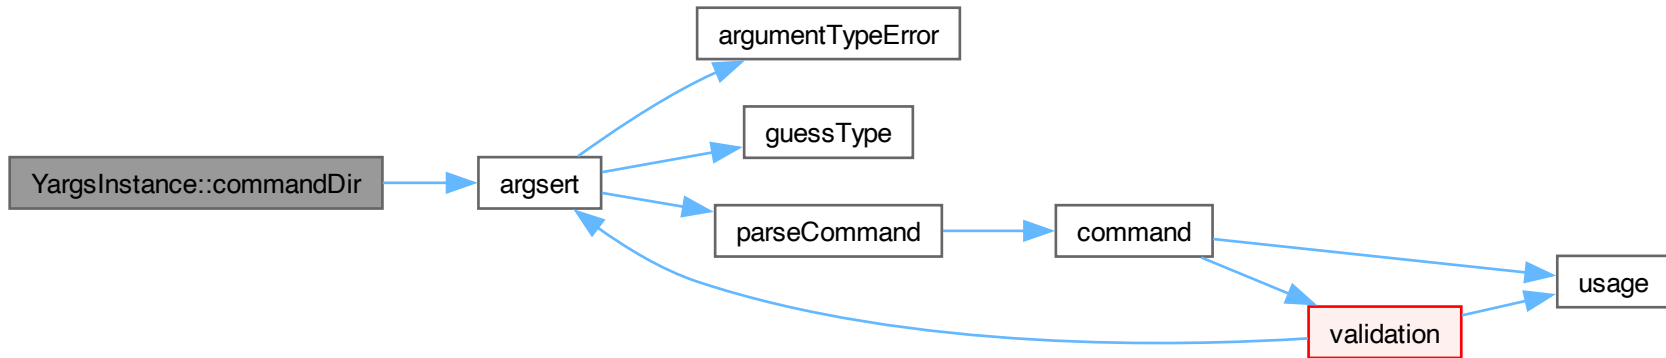 argumentTypeError
guessType
YargsInstance::commandDir
argsert
parseCommand
command
usage
validation